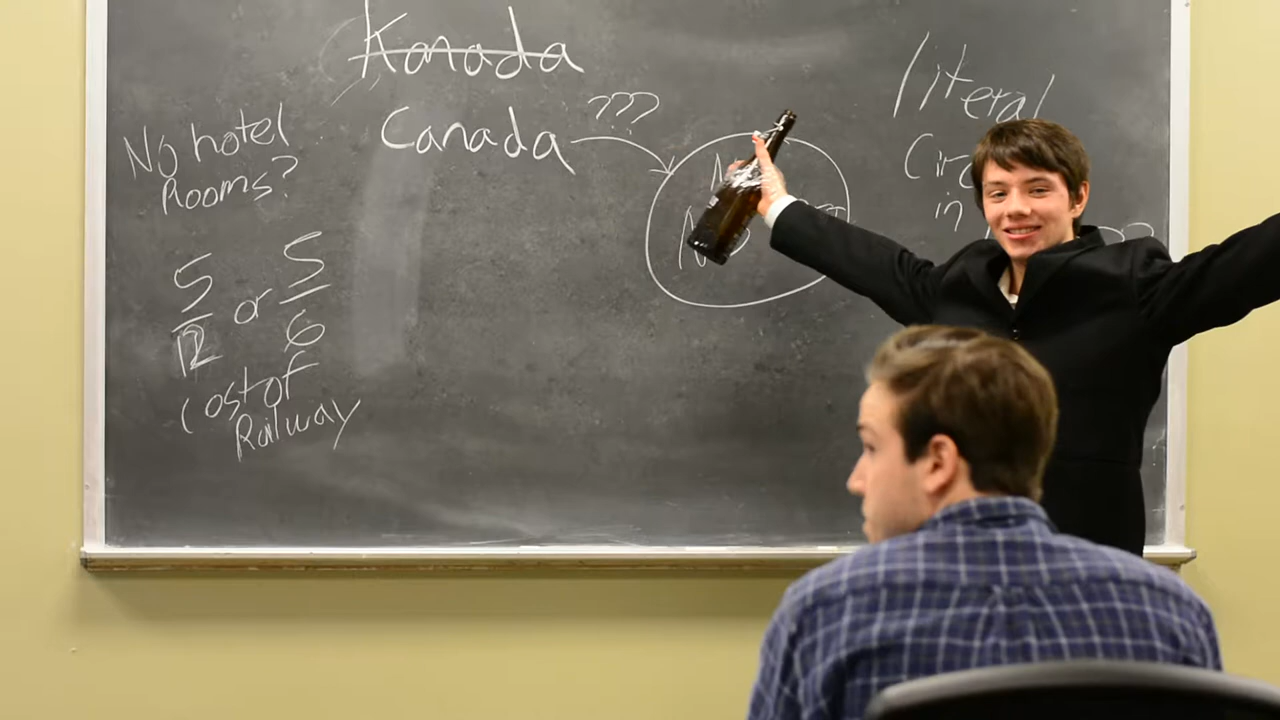 Kanada
Canada
???
No hotel
Rooms?
5/12 or 5/6
Cost of
Railway
literal
in